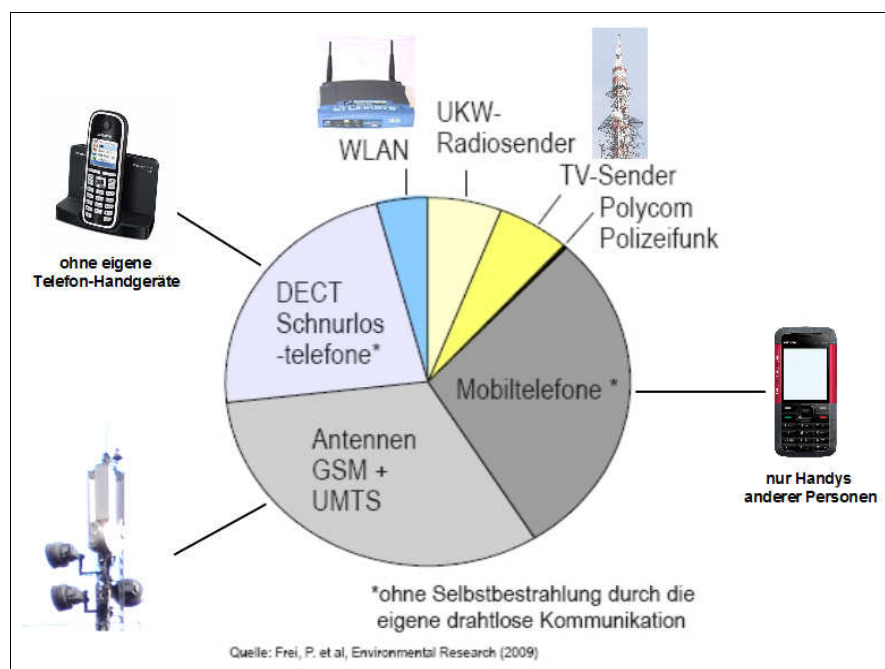 WLAN
UKW-
Radiosender
TV-Sender
Polycom
Polizeifunk
ohne eigene
Telefon-Handgeräte
DECT
Schnurlos
-telefone*
Mobiltelefone *
Antennen
GSM +
UMTS
nur Handys
anderer Personen
*ohne Selbstbestrahlung durch die
eigene drahtlose Kommunikation
Quelle: Frei, P. et al, Environmental Research (2009)